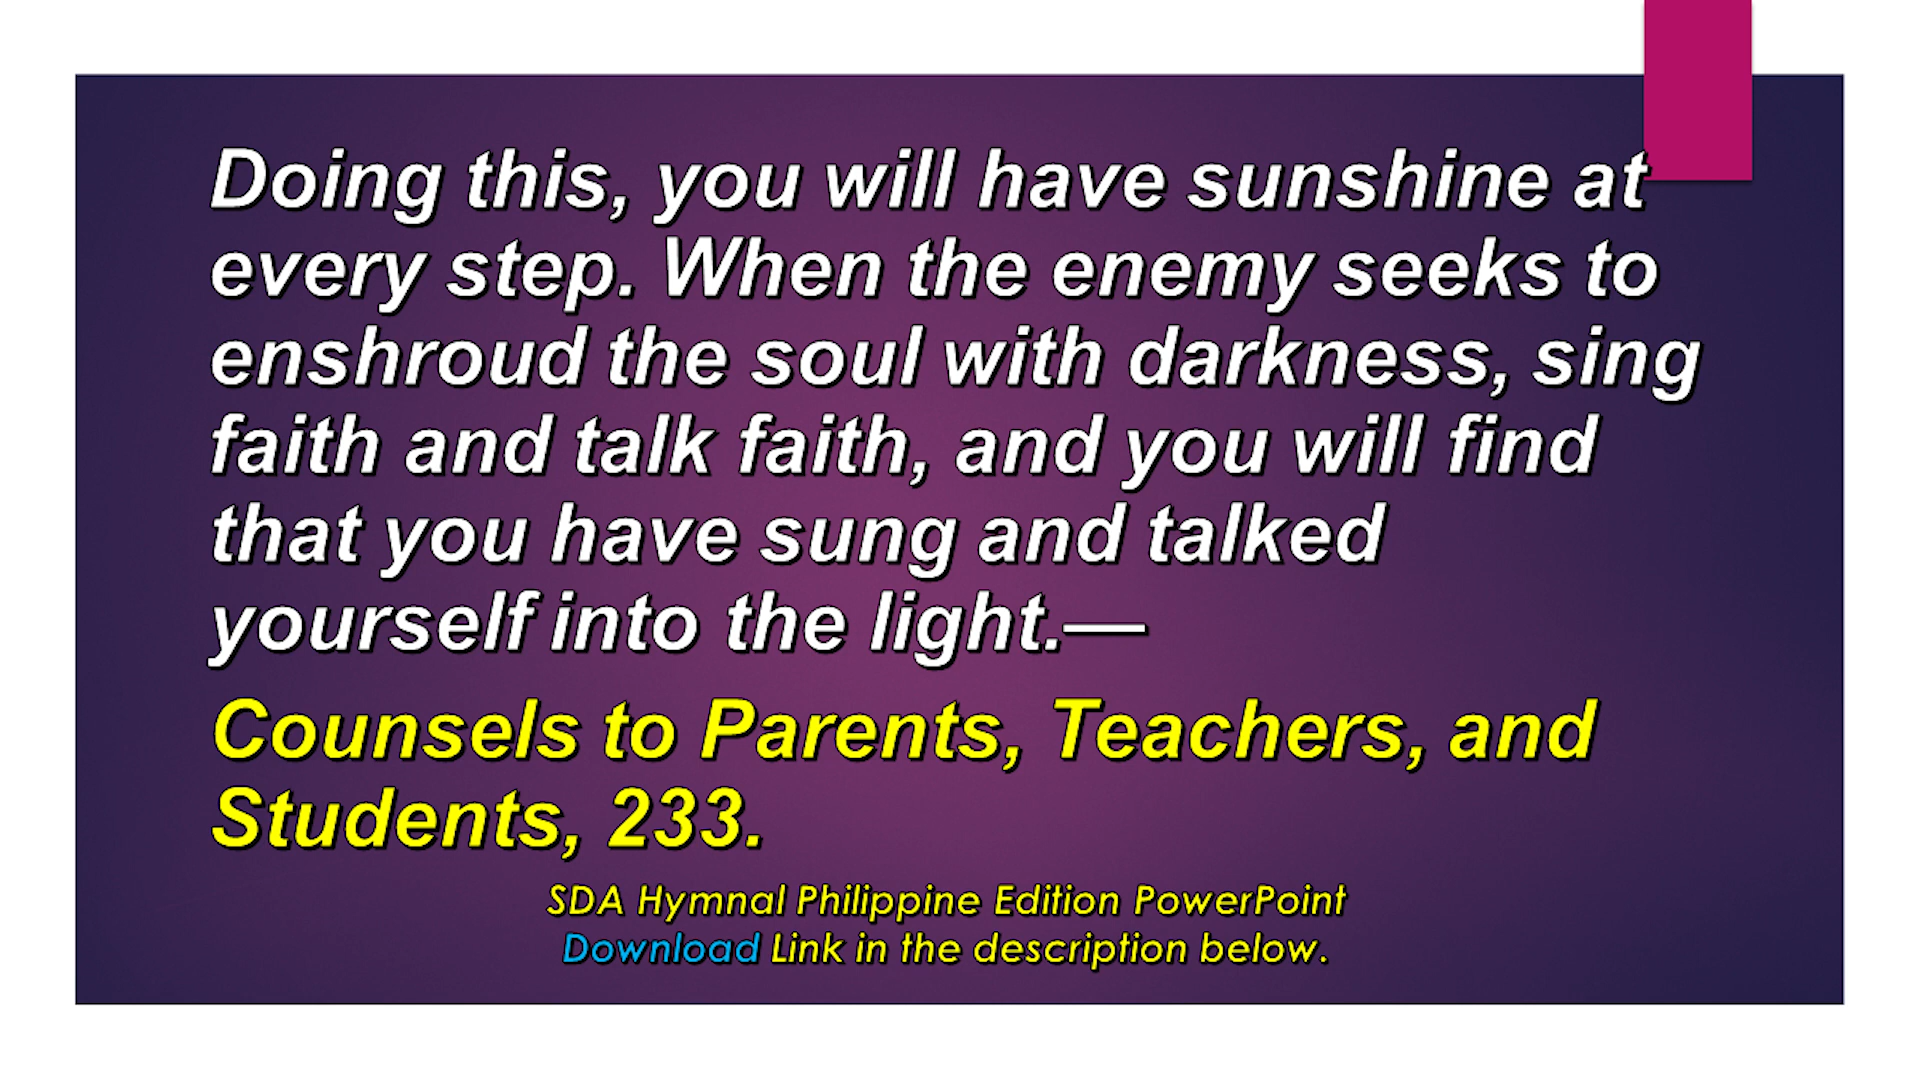 Doing this, you will have sunshine at
every step. When the enemy seeks to
enshroud the soul with darkness, sing
faith and talk faith, and you will find
that you have sung and talked
yourself into the light.—
Counsels to Parents, Teachers, and
Students, 233.
SDA Hymnal Philippine Edition PowerPoint
Download Link in the description below.